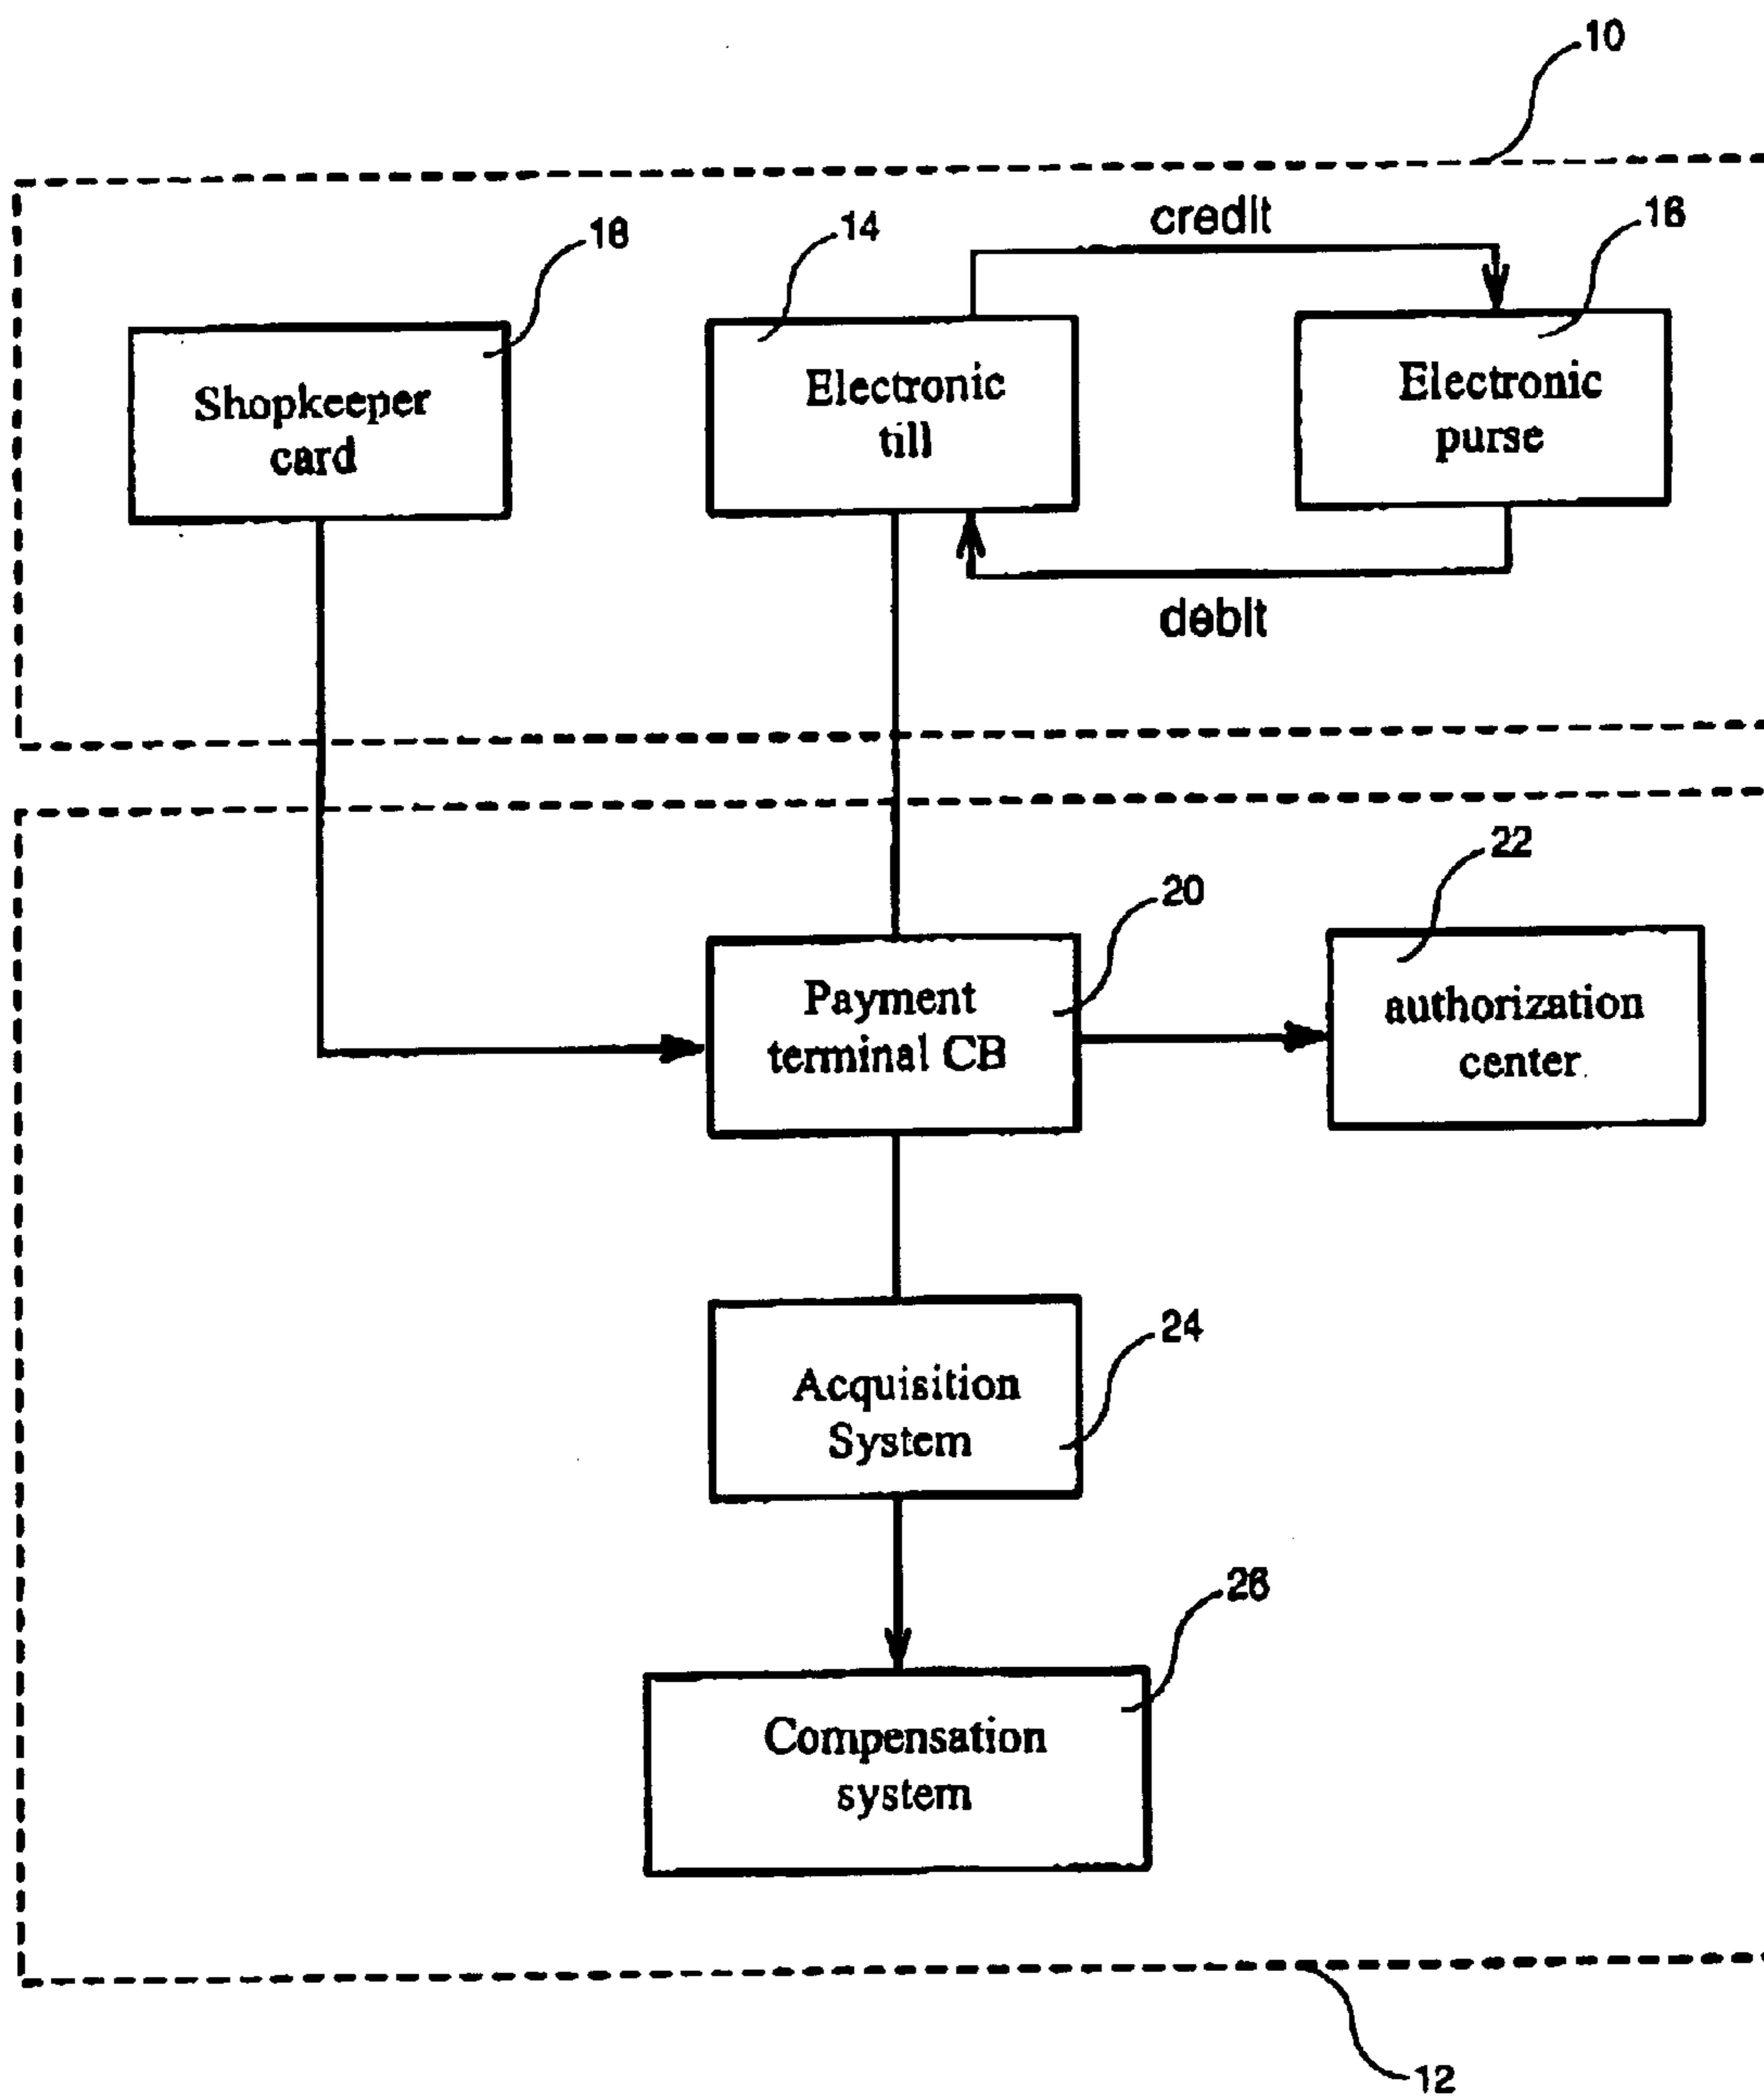 10
18
14
credit
16
Shopkeeper
card
Electronic
till
Electronic
purse
debit
22
20
Payment
terminal CB
authorization
center
24
Acquisition
System
26
Compensation
system
12